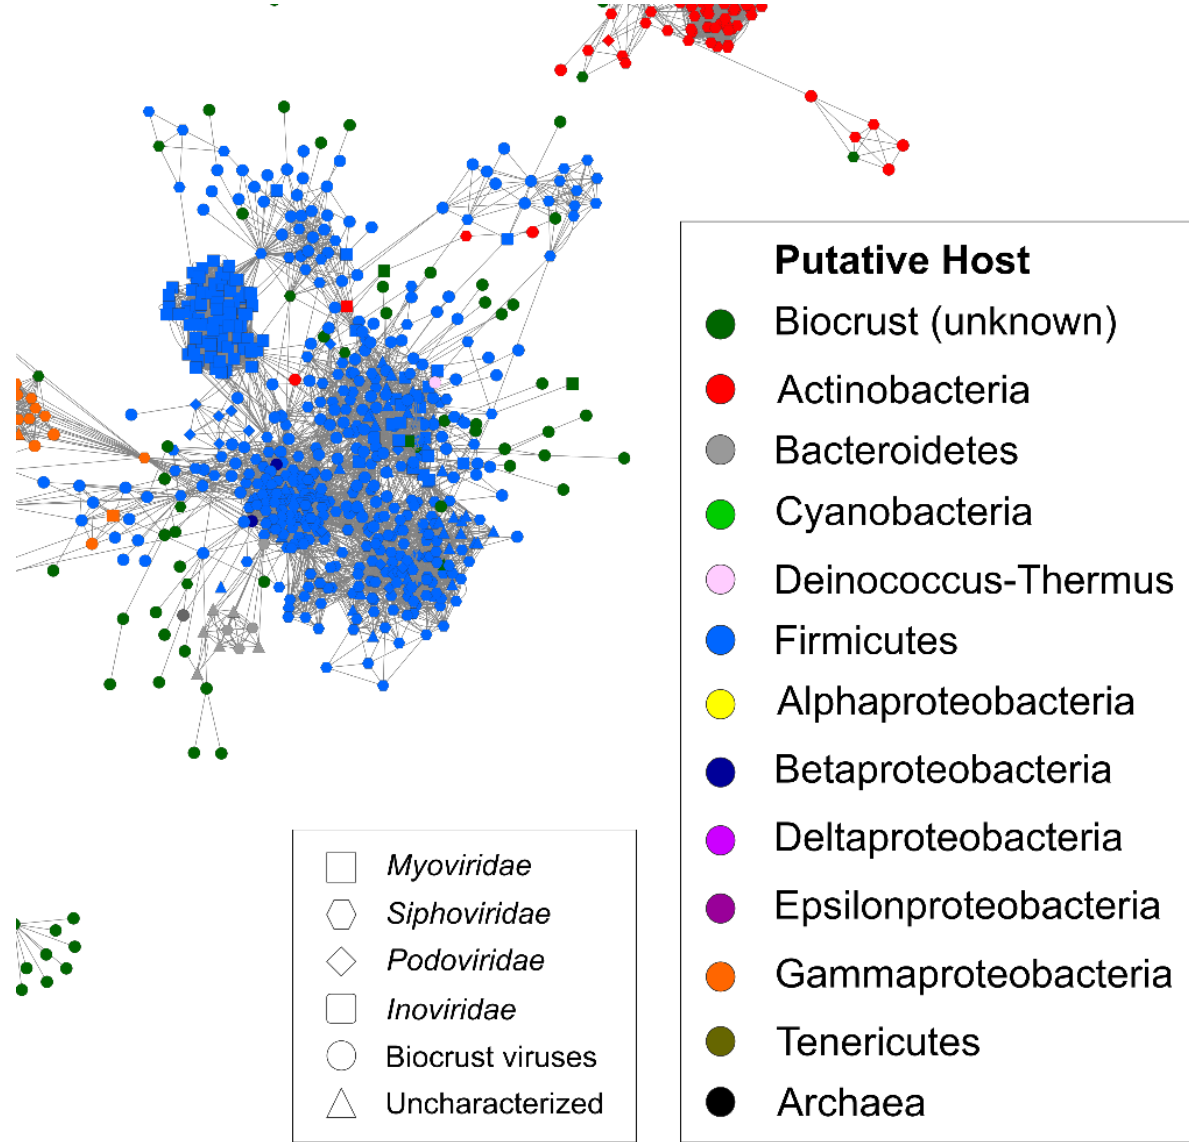 Putative Host
Biocrust (unknown)
Actinobacteria
Bacteroidetes
Cyanobacteria
Deinococcus-Thermus
Firmicutes
Alphaproteobacteria
Betaproteobacteria
Deltaproteobacteria
Epsilonproteobacteria
Gammaproteobacteria
Tenericutes
Archaea
Myoviridae
Siphoviridae
Podoviridae
Inoviridae
Biocrust viruses
Uncharacterized